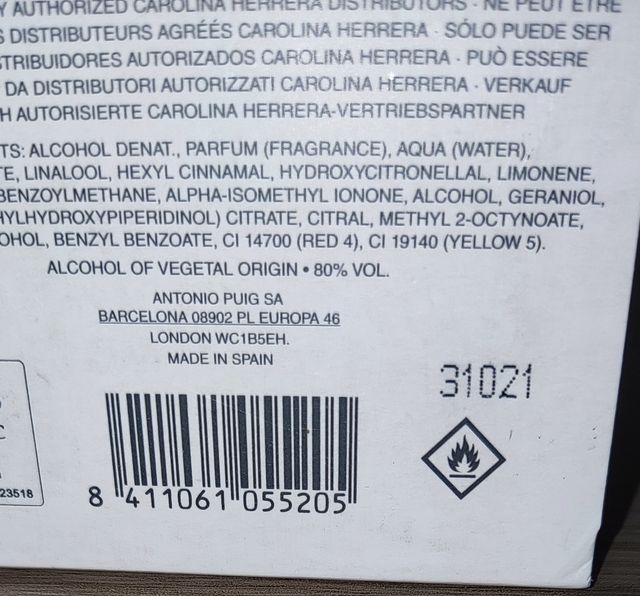 Y AUTHORIZED CAROLINA HERRERA DISTRIBUTORS · NE PEUT ÊTRE
S DISTRIBUTEURS AGRÉÉS CAROLINA HERRERA · SÓLO PUEDE SER
STRIBUIDORES AUTORIZADOS CAROLINA HERRERA · PUÒ ESSERE
DA DISTRIBUTORI AUTORIZZATI CAROLINA HERRERA · VERKAUF
H AUTORISIERTE CAROLINA HERRERA-VERTRIEBSPARTNER
TS: ALCOHOL DENAT., PARFUM (FRAGRANCE), AQUA (WATER),
TE, LINALOOL, HEXYL CINNAMAL, HYDROXYCITRONELLAL, LIMONENE,
BENZOYLMETHANE, ALPHA-ISOMETHYL IONONE, ALCOHOL, GERANIOL,
HYLHYDROXYPIPERIDINOL) CITRATE, CITRAL, METHYL 2-OCTYNOATE,
OHOL, BENZYL BENZOATE, CI 14700 (RED 4), CI 19140 (YELLOW 5).
ALCOHOL OF VEGETAL ORIGIN • 80% VOL.
ANTONIO PUIG SA
BARCELONA 08902 PL EUROPA 46
LONDON WC1B5EH.
MADE IN SPAIN
31021
C
23518
8 411061 055205